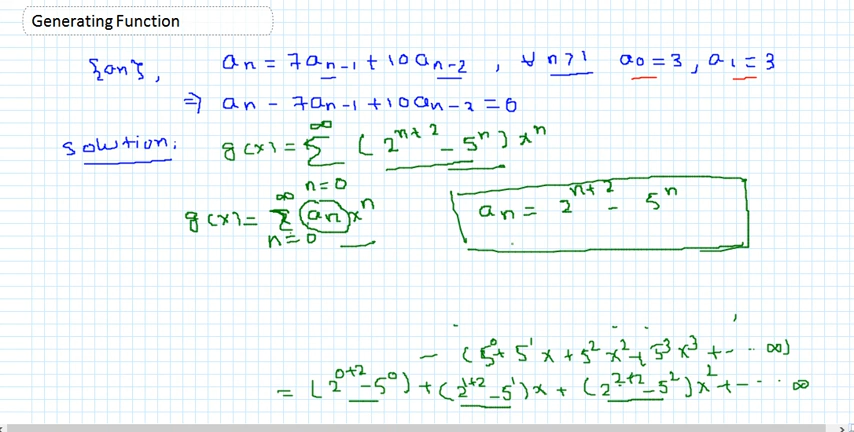 Generating Function
{an}, an = 7an-1 + 10an-2 , ∀ n>1 a0=3, a1=3
⇒ an - 7an-1 + 10an-2 = 0
Solution: g(x) = ∑_{n=0}^{∞} (2^{n+2} - 5^n) x^n
g(x) = ∑_{n=0}^{∞} (an) x^n an = 2^{n+2} - 5^n
- (5^0 + 5^1 x + 5^2 x^2 + 5^3 x^3 + -- ∞)
= (2^{0+2} - 5^0) + (2^{1+2} - 5^1) x + (2^{2+2} - 5^2) x^2 + -- ∞